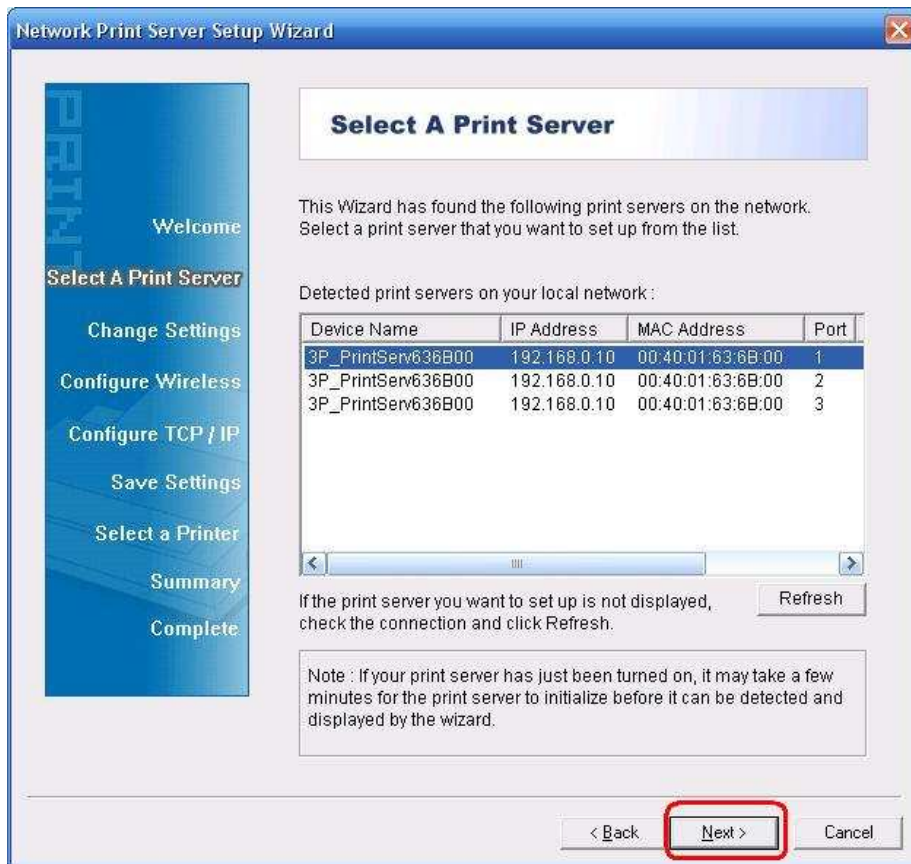 Network Print Server Setup Wizard
PRINT
Welcome
Select A Print Server
Change Settings
Configure Wireless
Configure TCP / IP
Save Settings
Select a Printer
Summary
Complete
Select A Print Server
This Wizard has found the following print servers on the network.
Select a print server that you want to set up from the list.
Detected print servers on your local network :
Device Name IP Address MAC Address Port
3P_PrintServ636B00 192.168.0.10 00:40:01:63:6B:00 1
3P_PrintServ636B00 192.168.0.10 00:40:01:63:6B:00 2
3P_PrintServ636B00 192.168.0.10 00:40:01:63:6B:00 3
If the print server you want to set up is not displayed,
check the connection and click Refresh.
Refresh
Note : If your print server has just been turned on, it may take a few
minutes for the print server to initialize before it can be detected and
displayed by the wizard.
< Back
Next >
Cancel